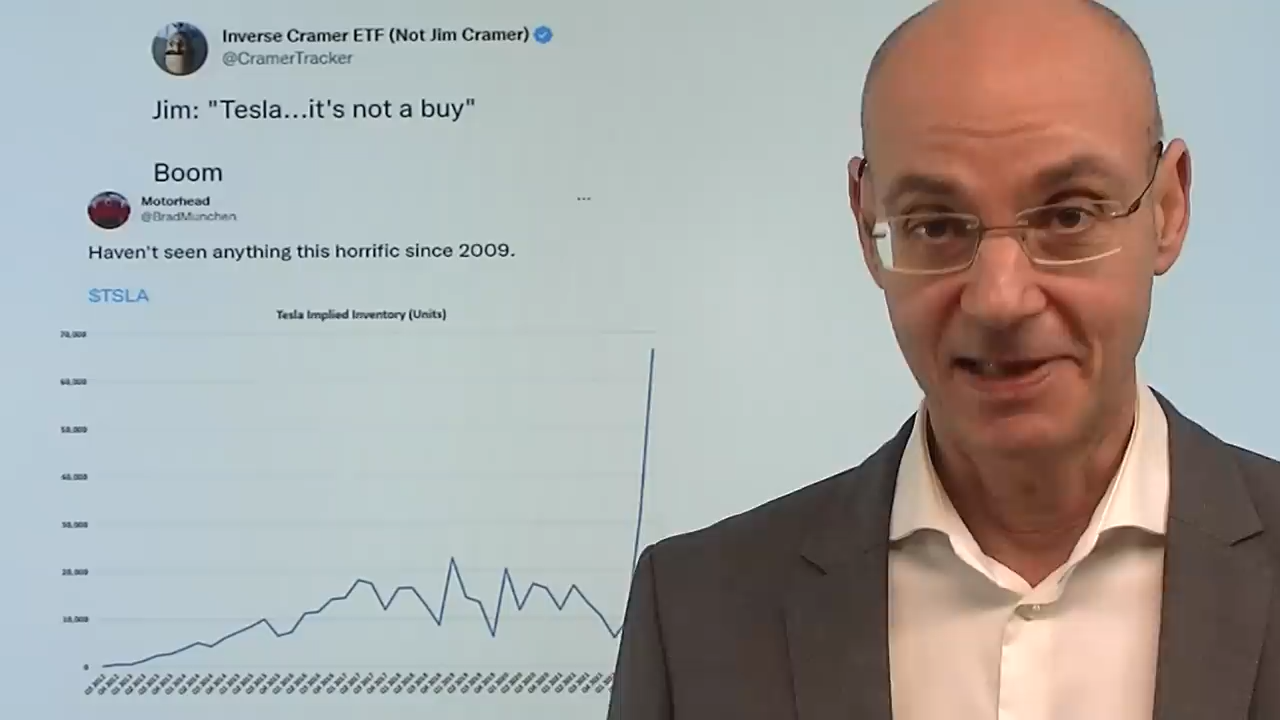 Inverse Cramer ETF (Not Jim Cramer)
@CramerTracker
Jim: "Tesla...it's not a buy"
Boom
Motorhead
@BradMunchen
...
Haven't seen anything this horrific since 2009.
$TSLA
Tesla Implied Inventory (Units)
70,000
60,000
50,000
40,000
30,000
20,000
10,000
0